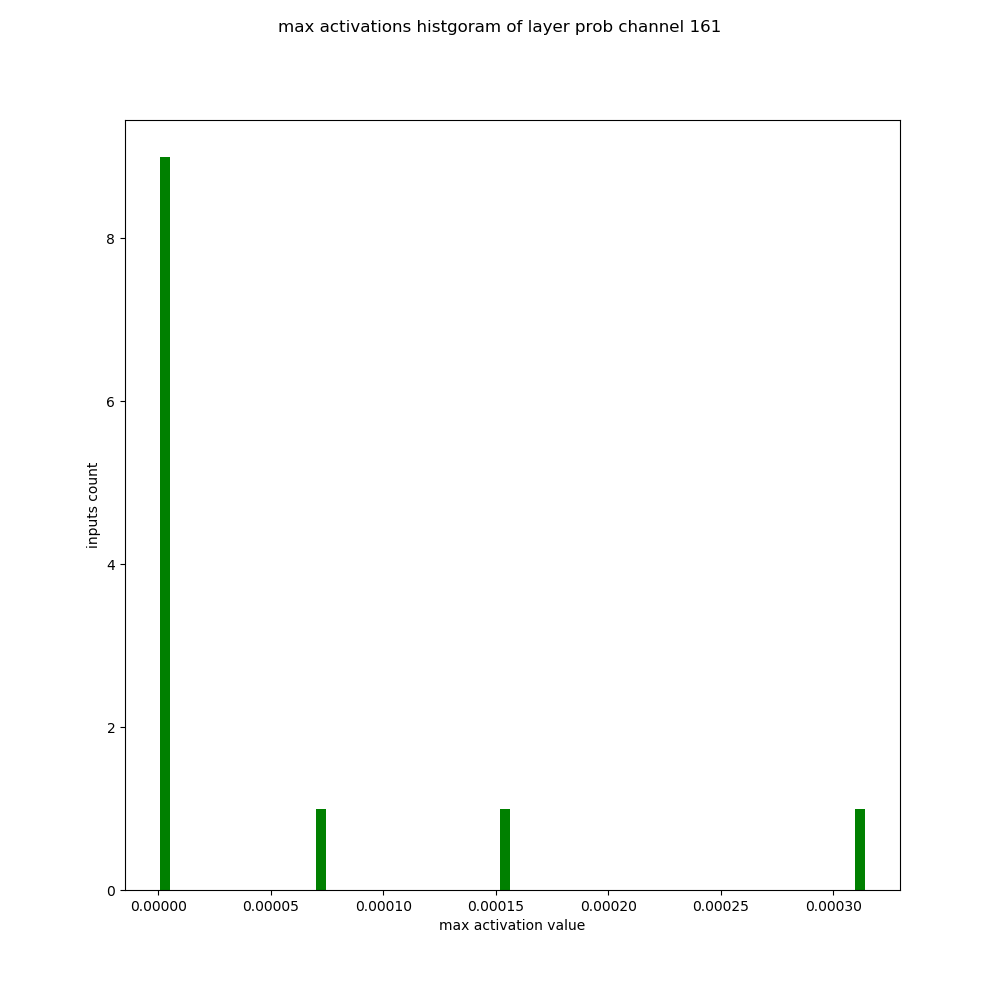 max activations histgoram of layer prob channel 161
8
6
4
2
0
inputs count
0.00000 0.00005 0.00010 0.00015 0.00020 0.00025 0.00030
max activation value